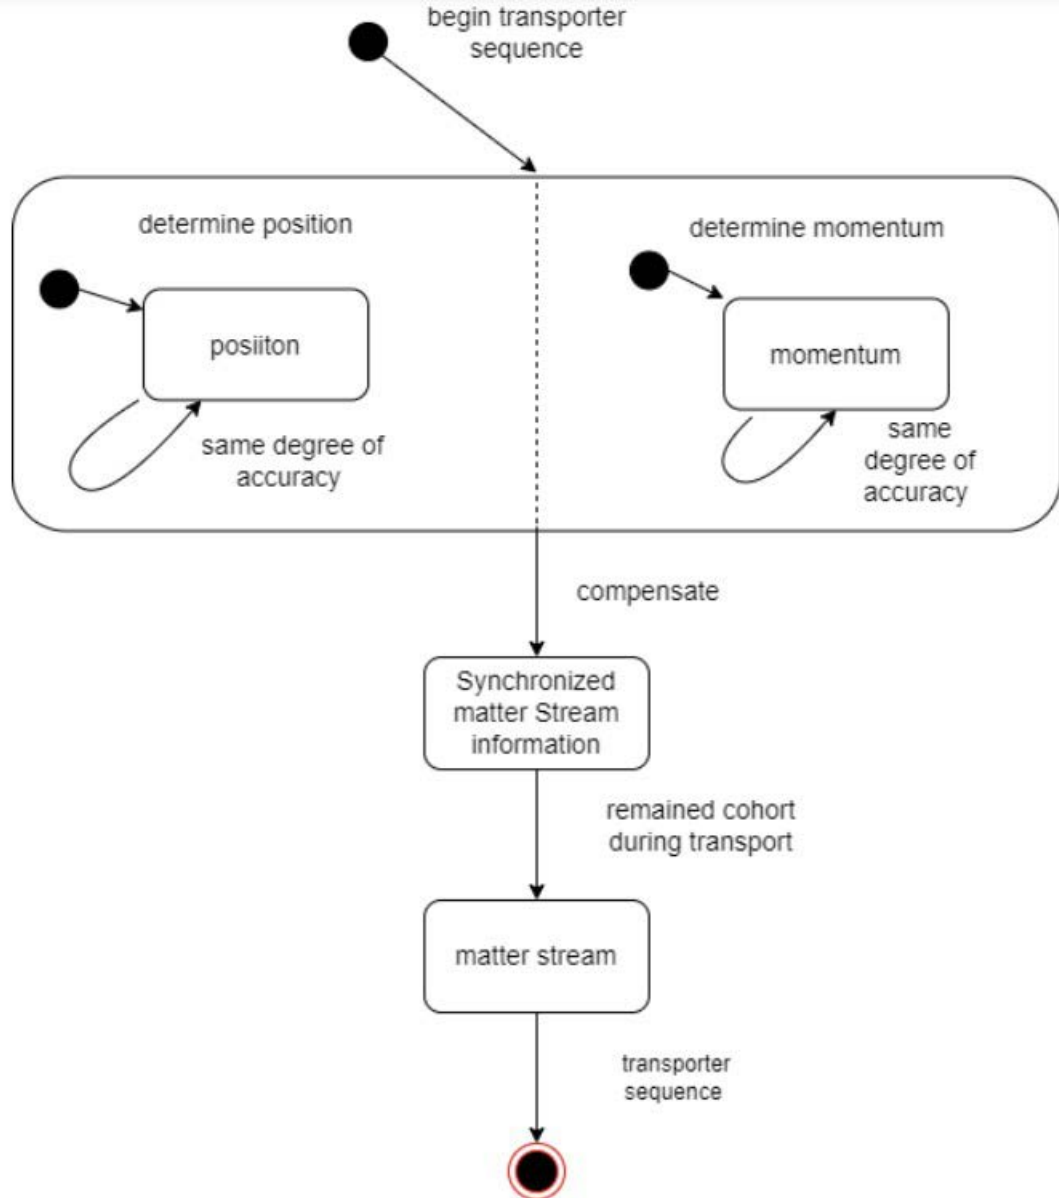 begin transporter
sequence
determine position
determine momentum
posiiton
momentum
same degree of
accuracy
same
degree of
accuracy
compensate
Synchronized
matter Stream
information
remained cohort
during transport
matter stream
transporter
sequence